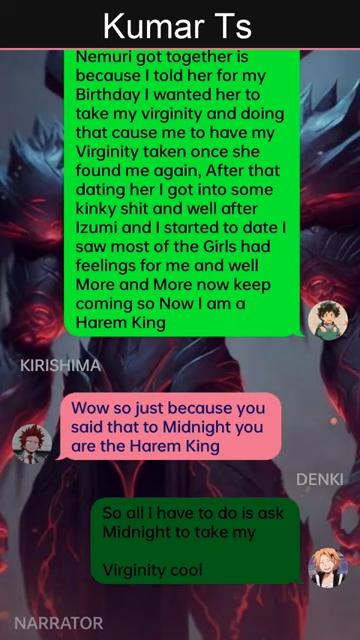 Kumar Ts
Nemuri got together is
because I told her for my
Birthday I wanted her to
take my virginity and doing
that cause me to have my
Virginity taken once she
found me again, After that
dating her I got into some
kinky shit and well after
Izumi and I started to date I
saw most of the Girls had
feelings for me and well
More and More now keep
coming so Now I am a
Harem King
KIRISHIMA
Wow so just because you
said that to Midnight you
are the Harem King
DENKI
So all I have to do is ask
Midnight to take my
Virginity cool
NARRATOR